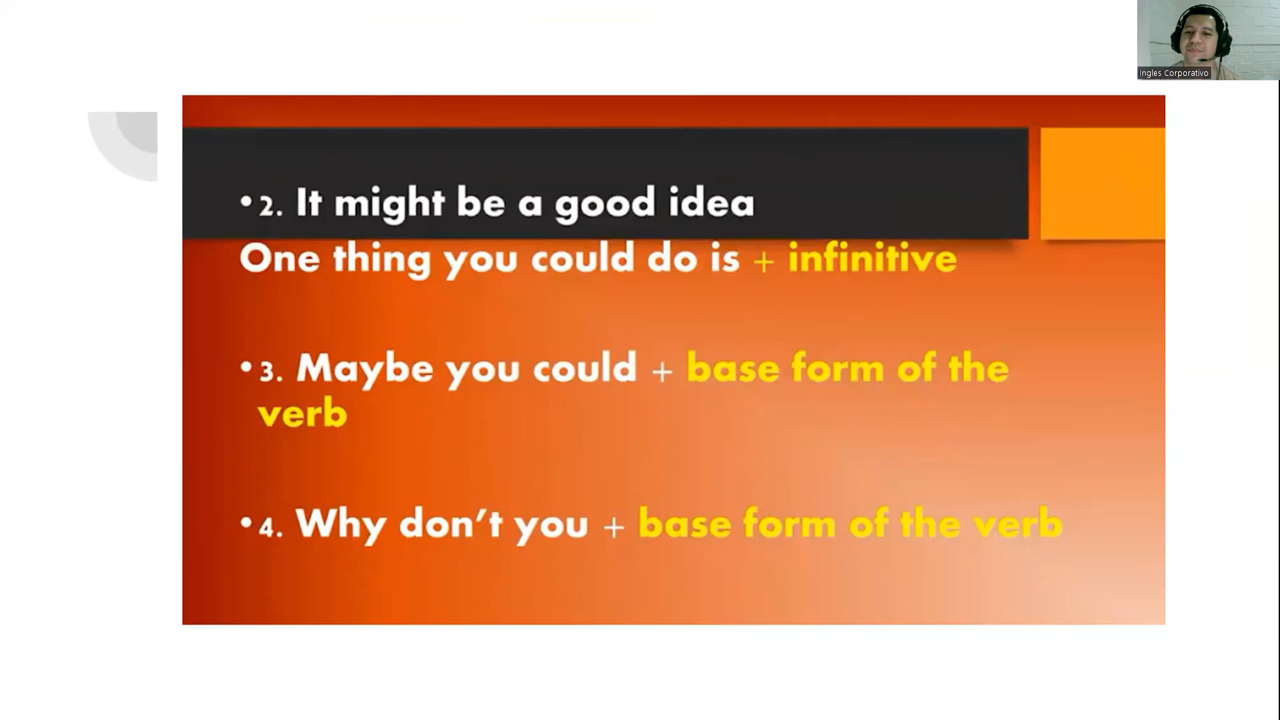 Ingles Corporativo
• 2. It might be a good idea
One thing you could do is + infinitive
• 3. Maybe you could + base form of the
verb
• 4. Why don't you + base form of the verb